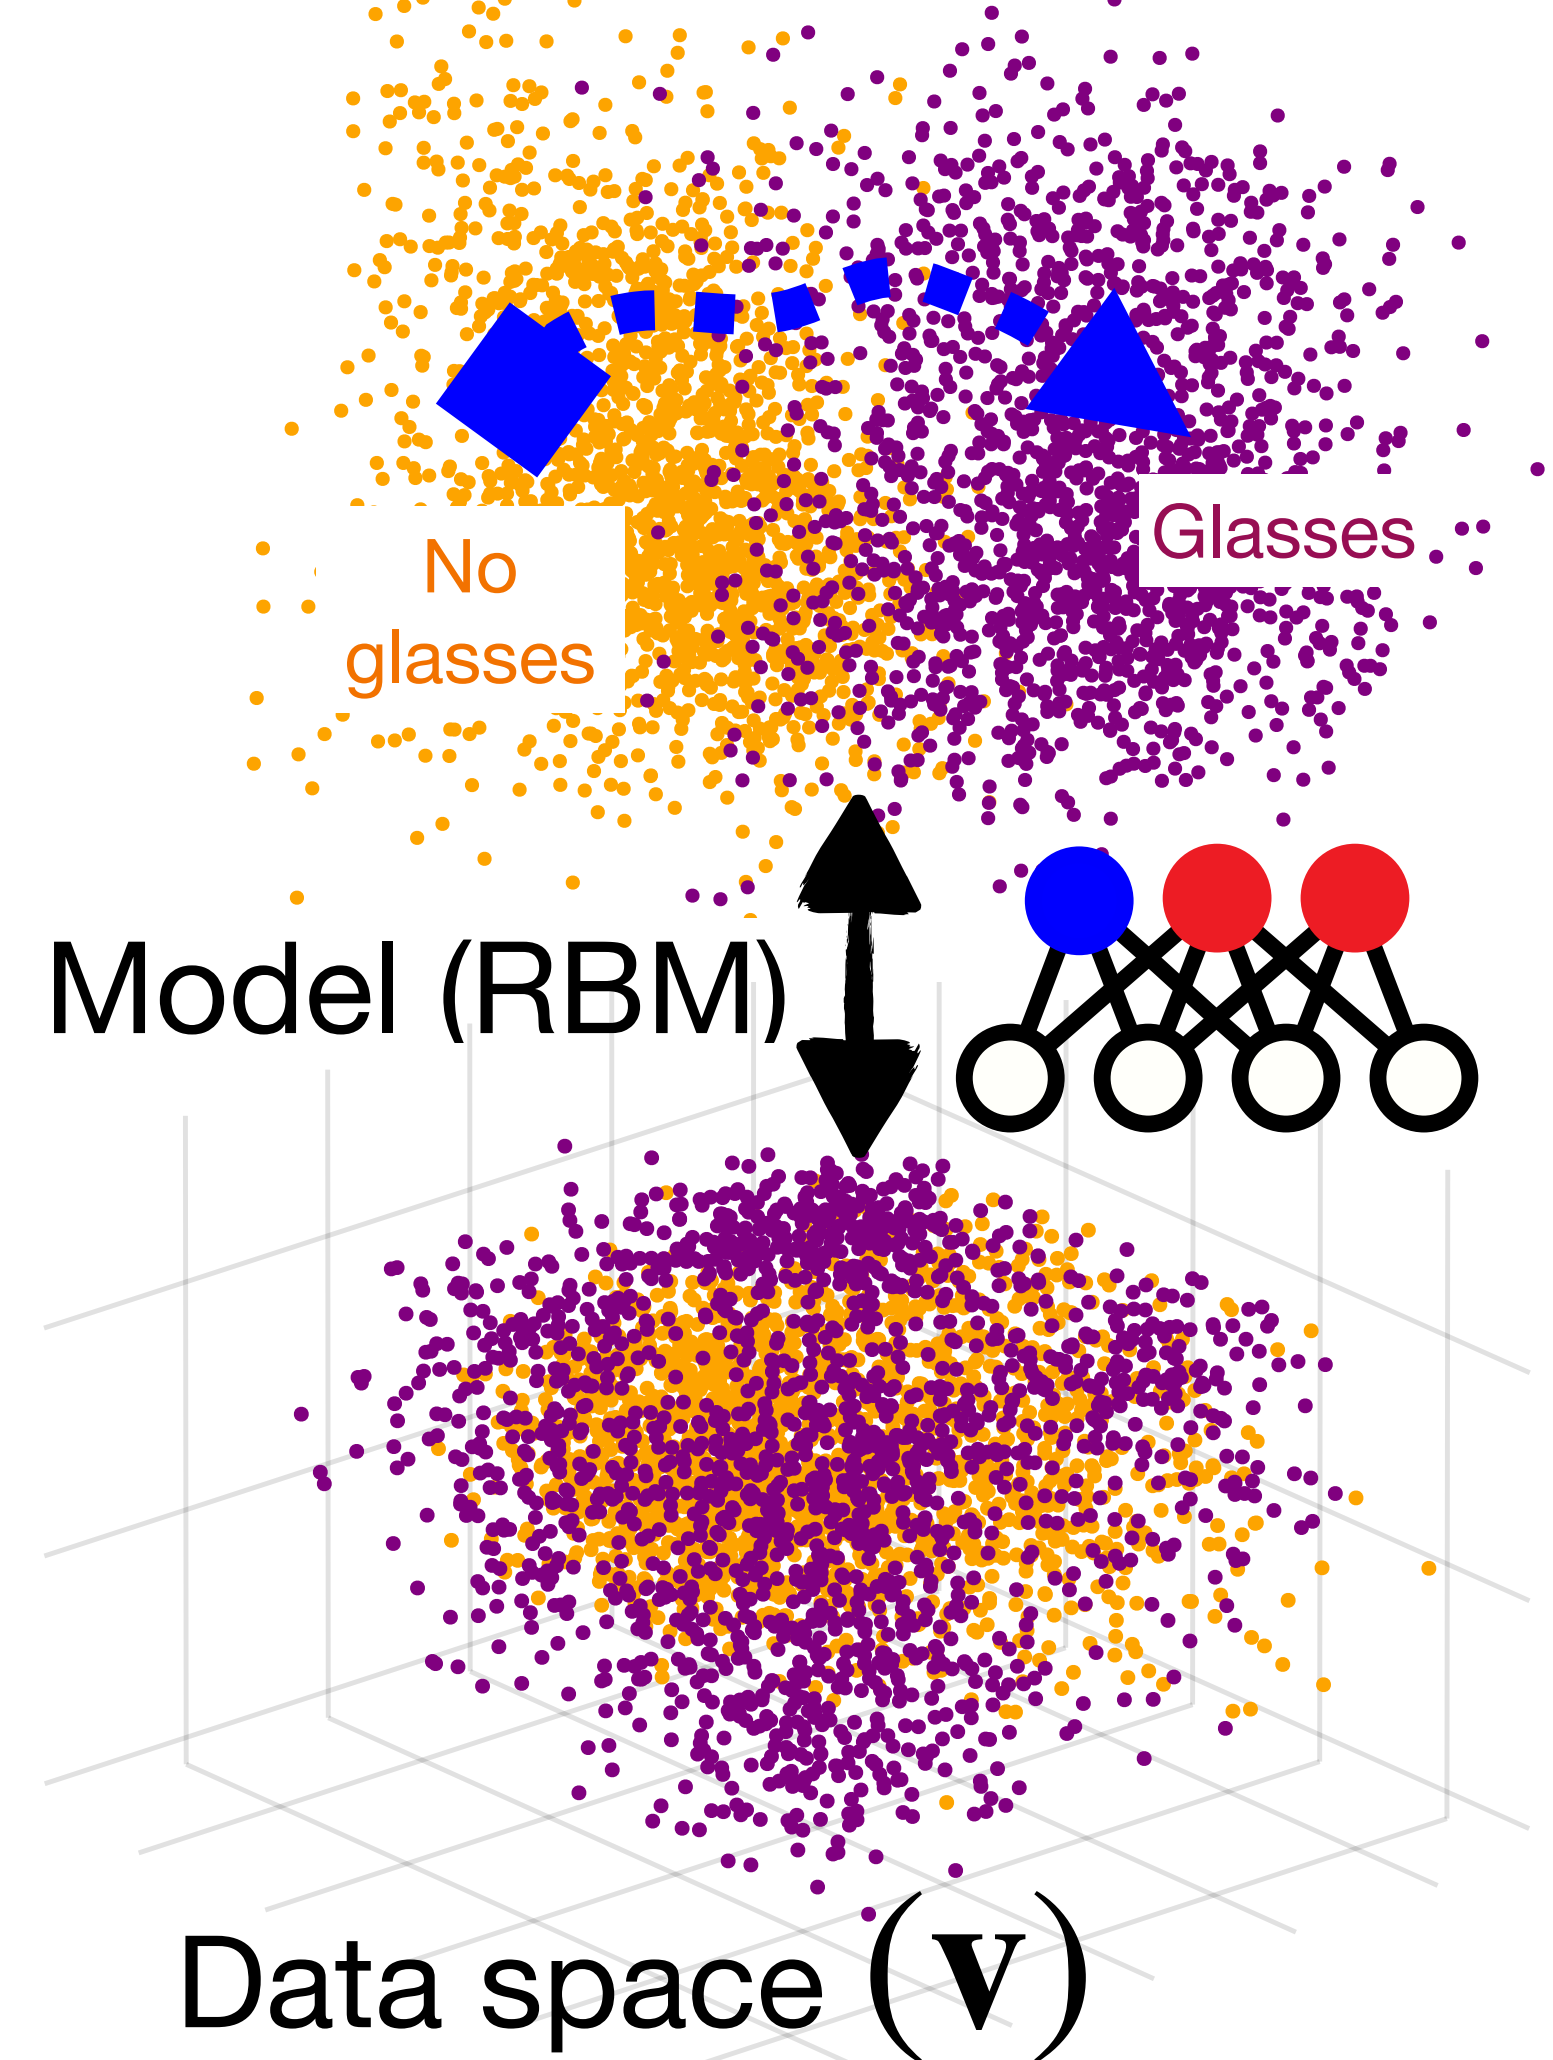 No
glasses
Glasses
Model (RBM)
Data space (v)